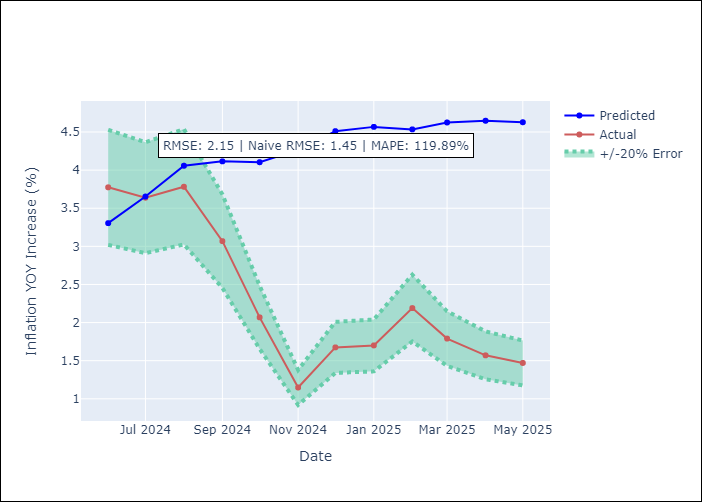 Predicted
Actual
+/-20% Error
RMSE: 2.15 | Naive RMSE: 1.45 | MAPE: 119.89%
Inflation YOY Increase (%)
4.5
4
3.5
3
2.5
2
1.5
1
Jul 2024
Sep 2024
Nov 2024
Jan 2025
Mar 2025
May 2025
Date